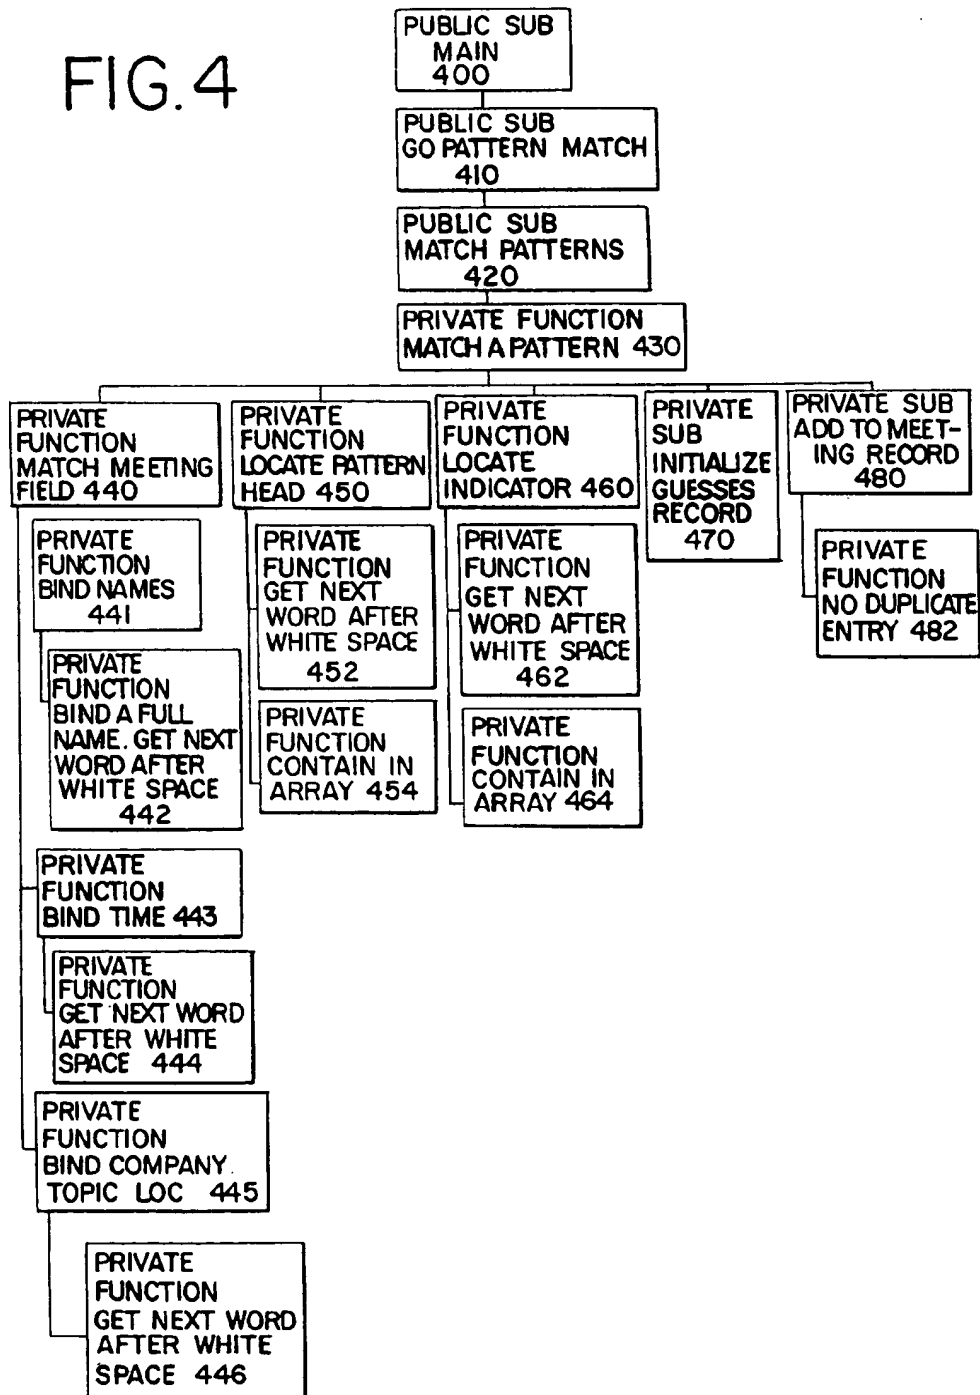 FIG. 4
PUBLIC SUB
MAIN
400
PUBLIC SUB
GO PATTERN MATCH
410
PUBLIC SUB
MATCH PATTERNS
420
PRIVATE FUNCTION
MATCH A PATTERN 430
PRIVATE
FUNCTION
MATCH MEETING
FIELD 440
PRIVATE
FUNCTION
BIND NAMES
441
PRIVATE
FUNCTION
BIND A FULL
NAME. GET NEXT
WORD AFTER
WHITE SPACE
442
PRIVATE
FUNCTION
BIND TIME 443
PRIVATE
FUNCTION
GET NEXT WORD
AFTER WHITE
SPACE 444
PRIVATE
FUNCTION
BIND COMPANY
TOPIC LOC 445
PRIVATE
FUNCTION
GET NEXT WORD
AFTER WHITE
SPACE 446
PRIVATE
FUNCTION
LOCATE PATTERN
HEAD 450
PRIVATE
FUNCTION
GET NEXT
WORD AFTER
WHITE SPACE
452
PRIVATE
FUNCTION
CONTAIN IN
ARRAY 454
PRIVATE
FUNCTION
LOCATE
INDICATOR 460
PRIVATE
FUNCTION
GET NEXT
WORD AFTER
WHITE SPACE
462
PRIVATE
FUNCTION
CONTAIN IN
ARRAY 464
PRIVATE
SUB
INITIALIZE
GUESSES
RECORD
470
PRIVATE SUB
ADD TO MEET-
ING RECORD
480
PRIVATE
FUNCTION
NO DUPLICATE
ENTRY 482